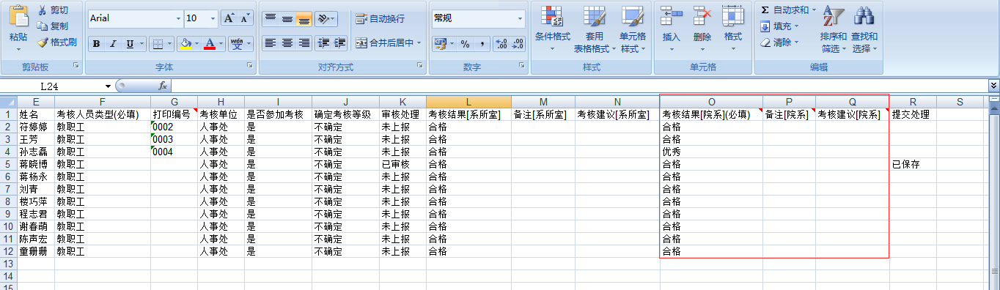 剪切
复制
格式刷
粘贴
剪贴板
Arial 10
B I U A
wén
文
字体
自动换行
合并后居中
对齐方式
常规
% ,
.00
.0
数字
条件格式
套用
表格格式
单元格
样式
样式
插入
删除
格式
单元格
Σ 自动求和
填充
清除
排序和
筛选
查找和
选择
编辑
L24 fx
E F G H I J K L M N O P Q R S
1 姓名 考核人员类型(必填) 打印编号 考核单位 是否参加考核 确定考核等级 审核处理 考核结果[系所室] 备注[系所室] 考核建议[系所室] 考核结果[院系](必填) 备注[院系] 考核建议[院系] 提交处理
2 符婷婷 教职工 0002 人事处 是 不确定 未上报 合格 合格
3 王芳 教职工 0003 人事处 是 不确定 未上报 合格 合格
4 孙志磊 教职工 0004 人事处 是 不确定 未上报 合格 优秀
5 蒋晓博 教职工 人事处 是 不确定 已审核 合格 合格 已保存
6 蒋杨永 教职工 人事处 是 不确定 未上报 合格 合格
7 刘青 教职工 人事处 是 不确定 未上报 合格 合格
8 楼巧萍 教职工 人事处 是 不确定 未上报 合格 合格
9 程志君 教职工 人事处 是 不确定 未上报 合格 合格
10 谢春萌 教职工 人事处 是 不确定 未上报 合格 合格
11 陈声宏 教职工 人事处 是 不确定 未上报 合格 合格
12 童珊珊 教职工 人事处 是 不确定 未上报 合格 合格
13
14
15